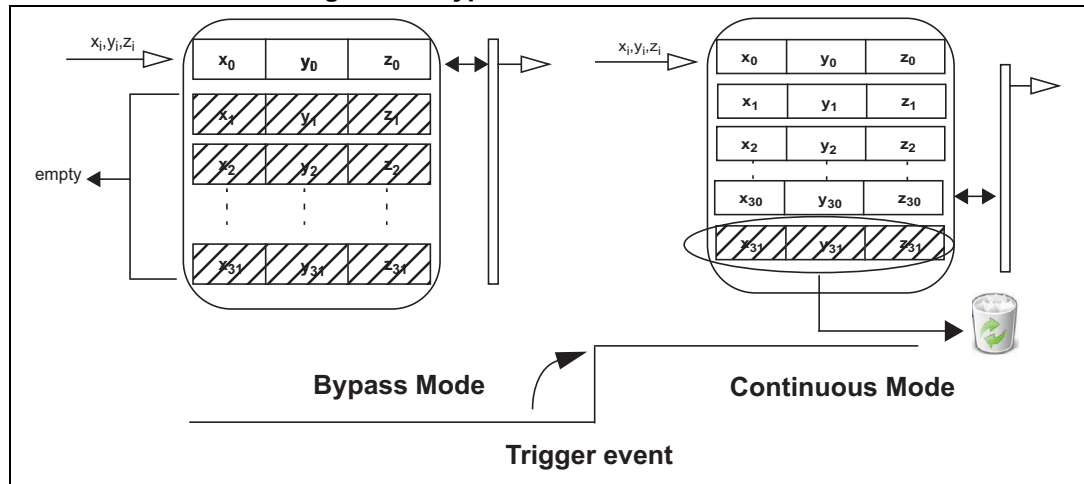 xi,yi,zi
x0 yD z0
x1 y1 z1
x2 y2 z2
x31 y31 z31
empty
Bypass Mode
xi,yi,zi
x0 y0 z0
x1 y1 z1
x2 y2 z2
x30 y30 z30
x31 y31 z31
Continuous Mode
Trigger event